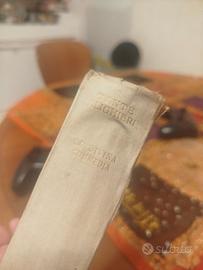 DANTE
ALIGHIERI
LA DIVINA
COMMEDIA
subito